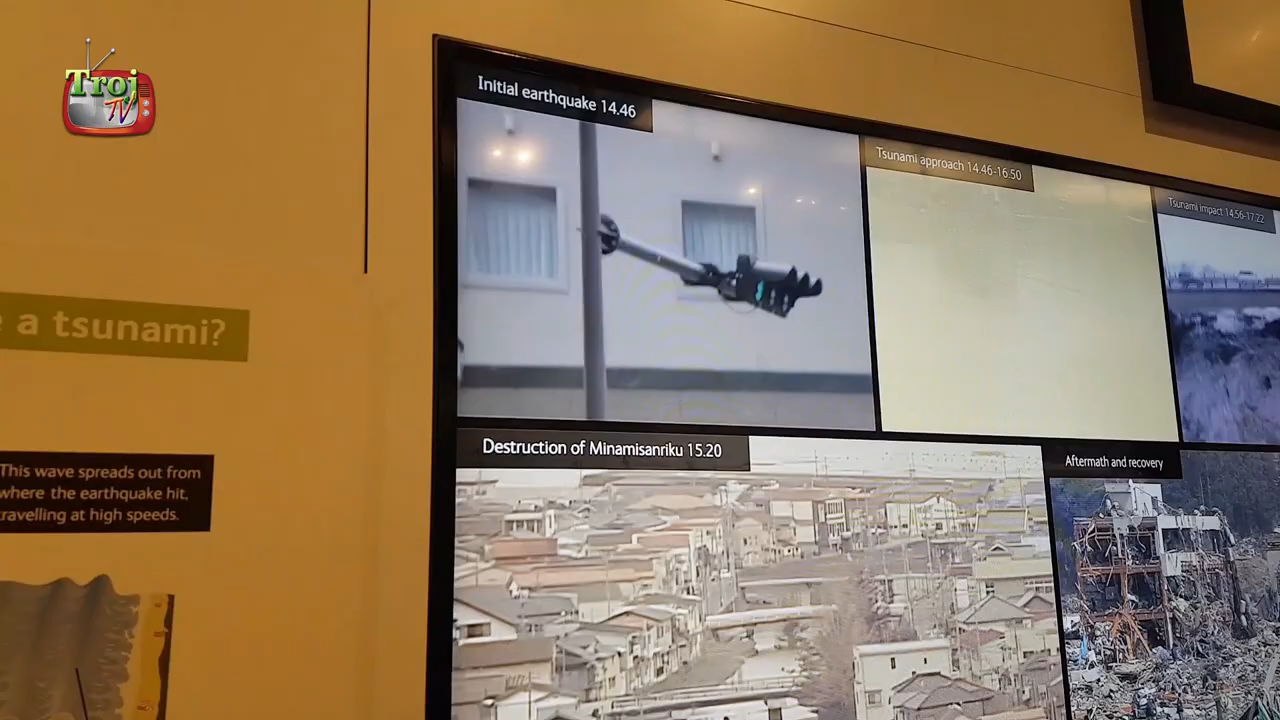 Troj
TV
Initial earthquake 14.46
Tsunami approach 14.46-16.50
Tsunami impact 14.56-17.22
e a tsunami?
Destruction of Minamisanriku 15.20
Aftermath and recovery
This wave spreads out from
where the earthquake hit,
travelling at high speeds.